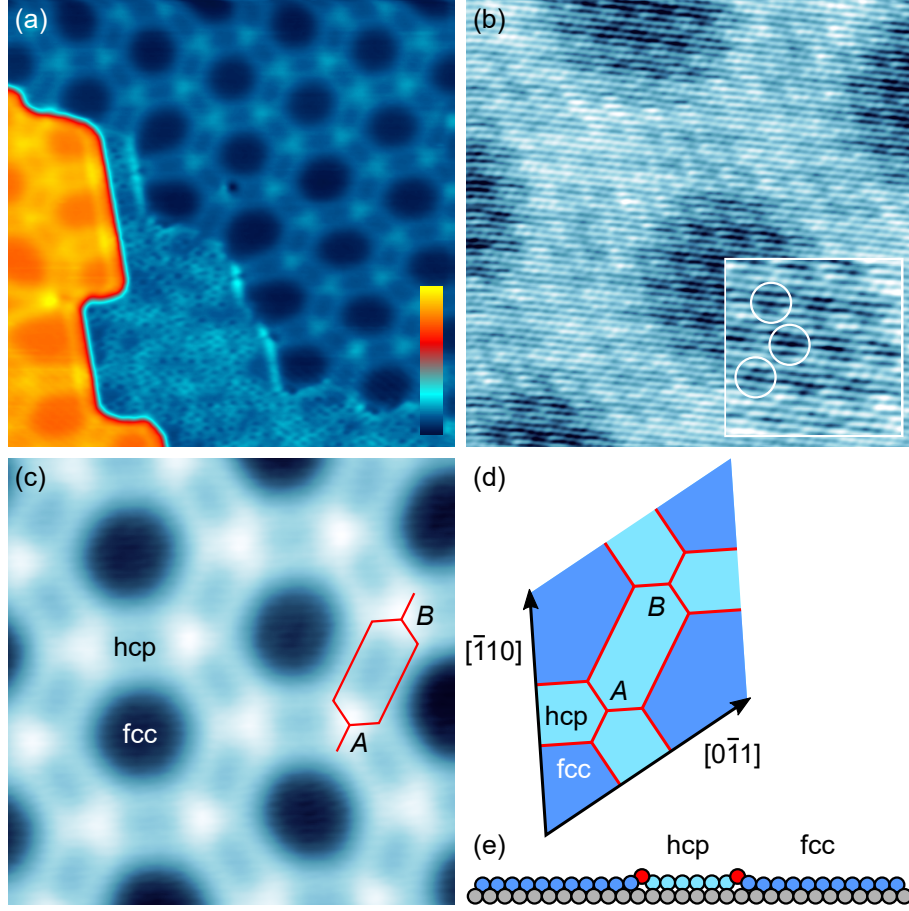 (a)
(b)
(c)
hcp
fcc
A
B
(d)
[1̄10]
B
A
hcp
fcc
[01̄1]
(e)
hcp
fcc